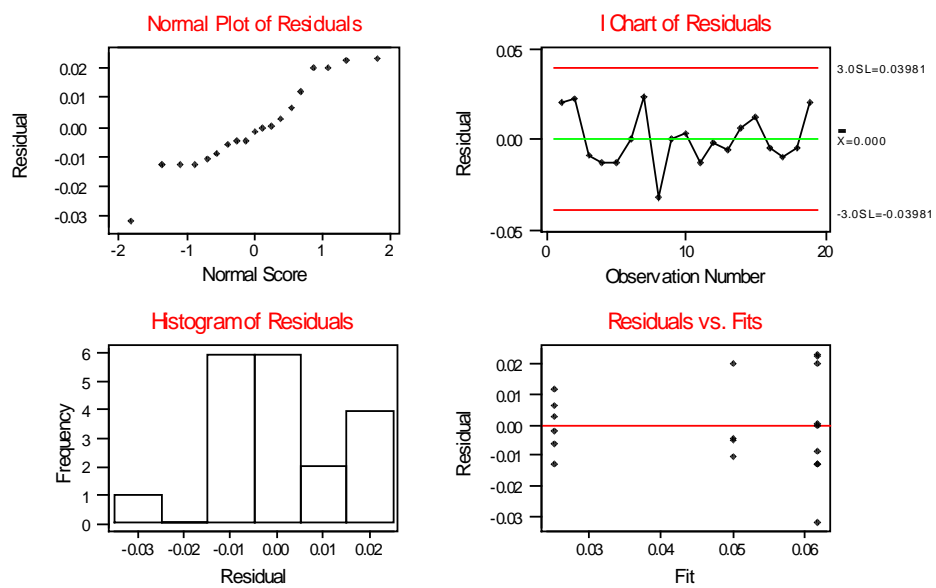 Normal Plot of Residuals
0.02
0.01
0.00
-0.01
-0.02
-0.03
Residual
-2
-1
0
1
2
Normal Score
I Chart of Residuals
0.05
0.00
-0.05
Residual
0
10
20
Observation Number
3.0SL=0.03981
X=0.000
-3.0SL=-0.03981
Histogram of Residuals
6
5
4
3
2
1
0
Frequency
-0.03
-0.02
-0.01
0.00
0.01
0.02
Residual
Residuals vs. Fits
0.02
0.01
0.00
-0.01
-0.02
-0.03
Residual
0.03
0.04
0.05
0.06
Fit